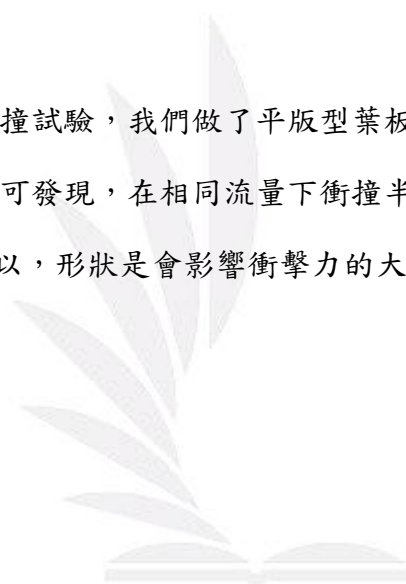 撞試驗，我們做了平版型葉板
可發現，在相同流量下衝撞半
以，形狀是會影響衝擊力的大